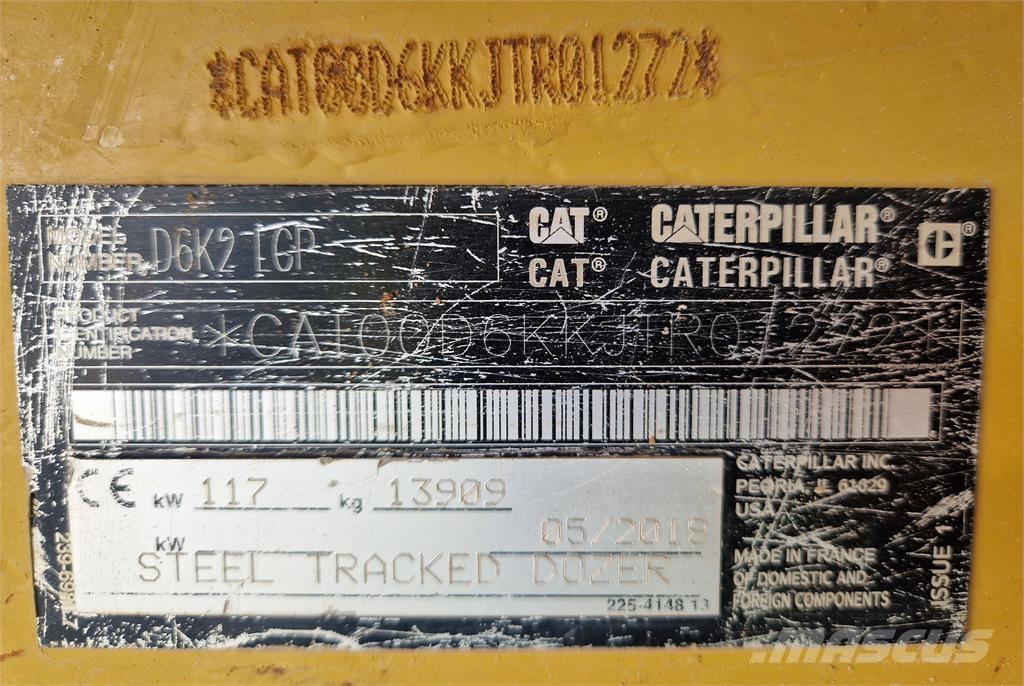 *CAT00D6KKJTR01272*
MODEL NUMBER D6K2 LGP
CAT® CATERPILLAR®
CAT® CATERPILLAR®
PRODUCT IDENTIFICATION NUMBER *CAT00D6KKJTR01272*
CE kW 117 kg 13909
kW 05/2018
STEEL TRACKED DOZER
225-4148 13
CATERPILLAR INC.
PEORIA, IL 61629
USA
MADE IN FRANCE
OF DOMESTIC AND
FOREIGN COMPONENTS
ISSUE 1
MASCUS